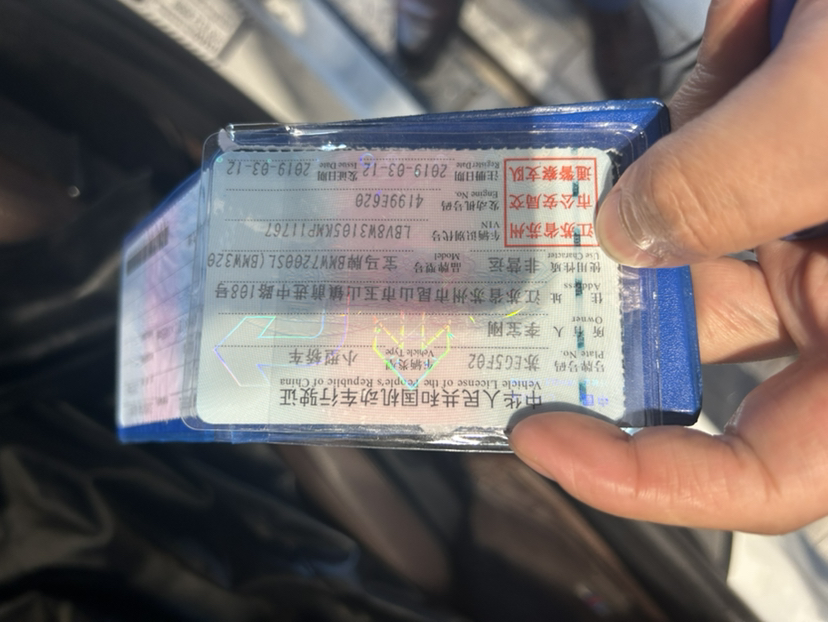 中华人民共和国机动车行驶证
Vehicle License of the People's Republic of China
号牌号码 苏EG5F02 车辆类型 小型轿车
Plate No. Vehicle Type
所有人 李宝刚
Owner
住址 江苏省苏州市昆山市玉山镇前进中路108号
Address
使用性质 非营运 品牌型号 宝马牌BMW7200SL(BMW320
Use Character Model
江苏省苏州市公安局交通警察支队
车辆识别代号 LBV8W3105KMP11767
VIN
发动机号码 4199E620
Engine No.
注册日期 2019-03-12 发证日期 2019-03-12
Register Date Issue Date